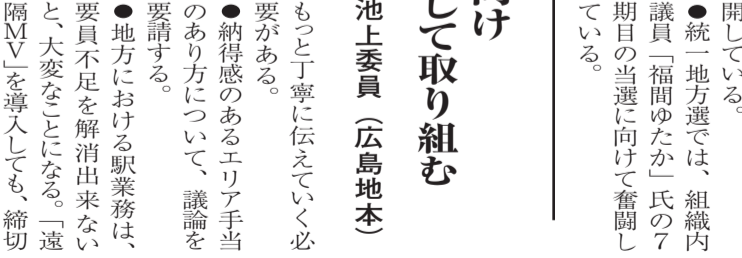 開している。
●統一地方選では、組織内
議員「福間ゆたか」氏の7
期目の当選に向けて奮闘し
ている。
向け
して取り組む
池上委員（広島地本）
もっと丁寧に伝えていく必
要がある。
●納得感のあるエリア手当
のあり方について、議論を
要請する。
●地方における駅業務は、
要員不足を解消出来ない
と、大変なことになる。「遠
隔MV」を導入しても、締切